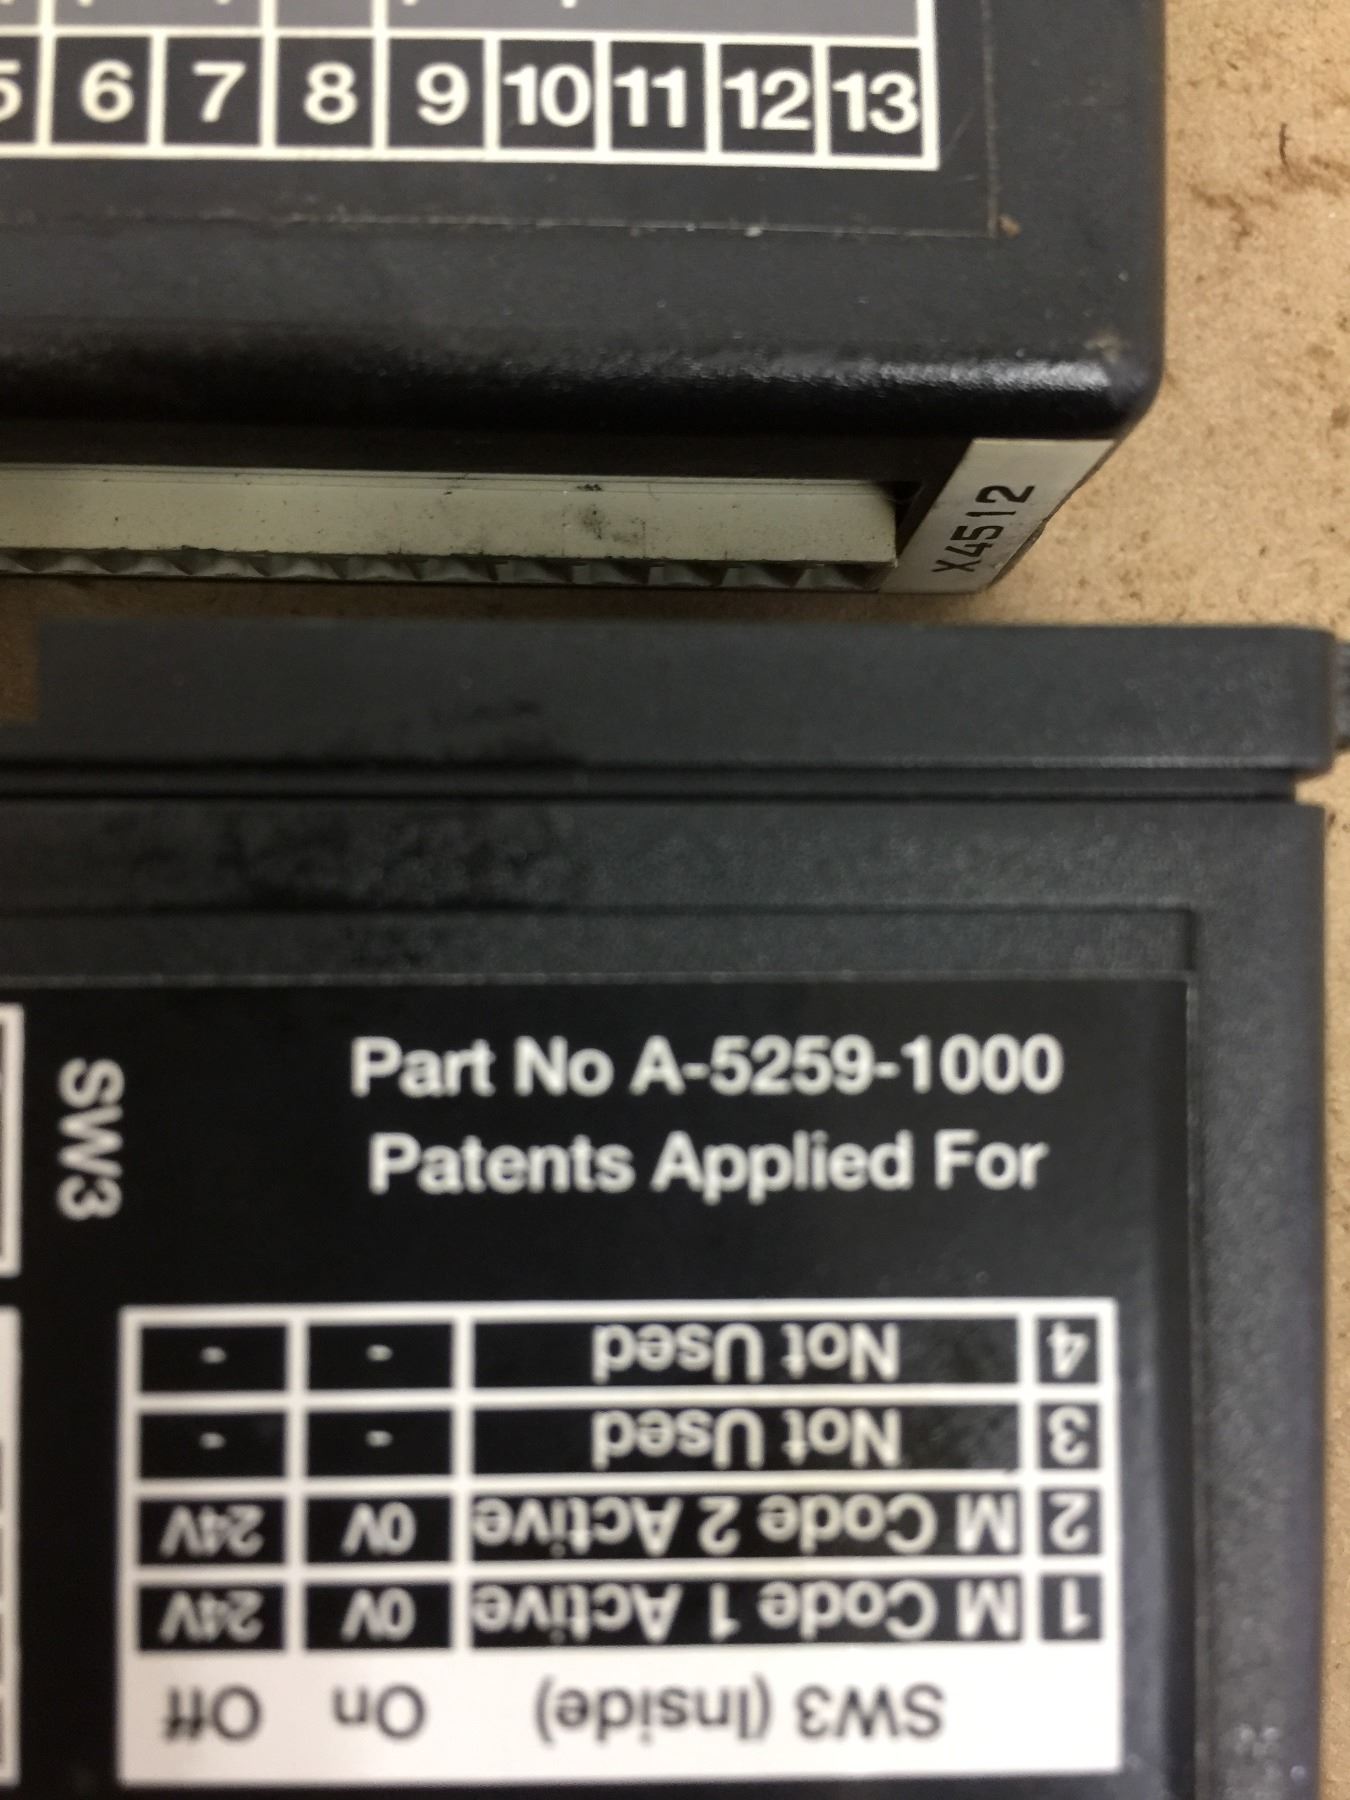 5 6 7 8 9 10 11 12 13
X4512
Part No A-5259-1000
Patents Applied For
SW3
SW3 (Inside) On Off
1 M Code 1 Active 0V 24V
2 M Code 2 Active 0V 24V
3 Not Used - -
4 Not Used - -